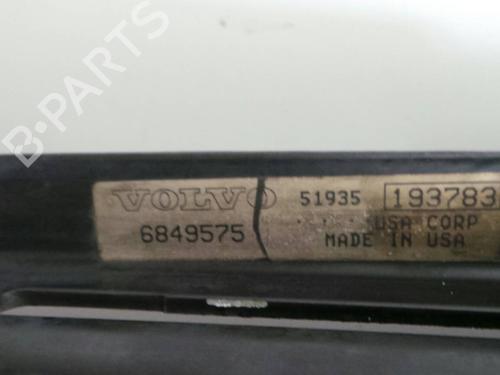 B-PARTS
VOLVO 51935 193783
6849575 USA CORP
MADE IN USA